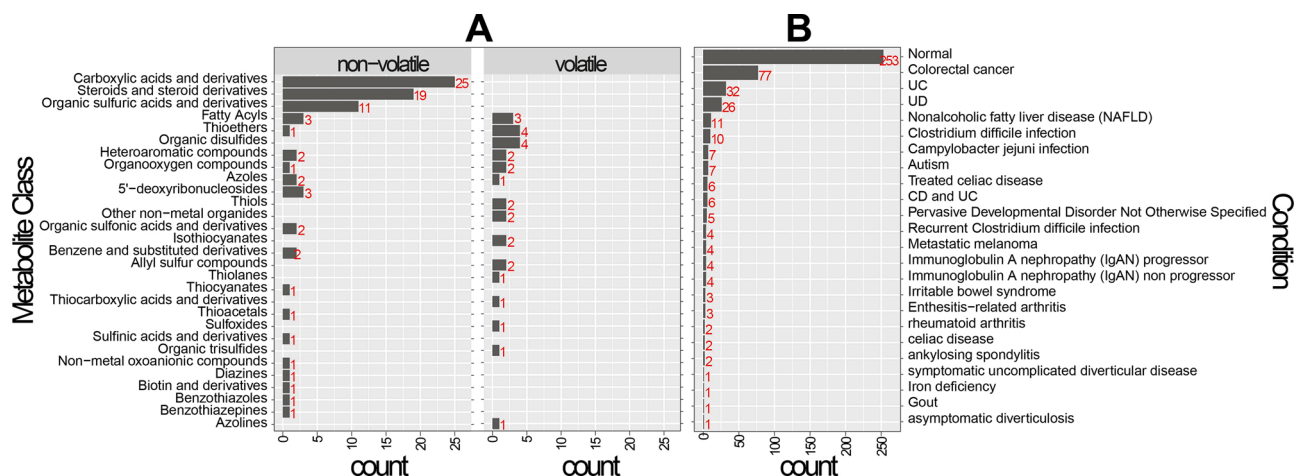 A
B
non-volatile
volatile
Metabolite Class
Carboxylic acids and derivatives 25
Steroids and steroid derivatives 19
Organic sulfuric acids and derivatives 11
Fatty Acyls 3 3
Thioethers 1 4
Organic disulfides 4
Heteroaromatic compounds 2 2
Organooxygen compounds 1 2
Azoles 2 1
5'-deoxyribonucleosides 3
Thiols 2
Other non-metal organides 2
Organic sulfonic acids and derivatives 2
Isothiocyanates 2
Benzene and substituted derivatives 2
Allyl sulfur compounds 2
Thiolanes 1
Thiocyanates 1
Thiocarboxylic acids and derivatives 1
Thioacetals 1
Sulfoxides 1
Sulfinic acids and derivatives 1
Organic trisulfides 1
Non-metal oxoanionic compounds 1
Diazines 1
Biotin and derivatives 1
Benzothiazoles 1
Benzothiazepines 1
Azolines 1
0 5 10 15 20 25
count
0 5 10 15 20 25
count
253 Normal
77 Colorectal cancer
32 UC
26 UD
11 Nonalcoholic fatty liver disease (NAFLD)
10 Clostridium difficile infection
7 Campylobacter jejuni infection
7 Autism
6 Treated celiac disease
6 CD and UC
5 Pervasive Developmental Disorder Not Otherwise Specified
4 Recurrent Clostridium difficile infection
4 Metastatic melanoma
4 Immunoglobulin A nephropathy (IgAN) progressor
4 Immunoglobulin A nephropathy (IgAN) non progressor
3 Irritable bowel syndrome
3 Enthesitis-related arthritis
2 rheumatoid arthritis
2 celiac disease
2 ankylosing spondylitis
1 symptomatic uncomplicated diverticular disease
1 Iron deficiency
1 Gout
1 asymptomatic diverticulosis
0 50 100 150 200 250
count
Condition